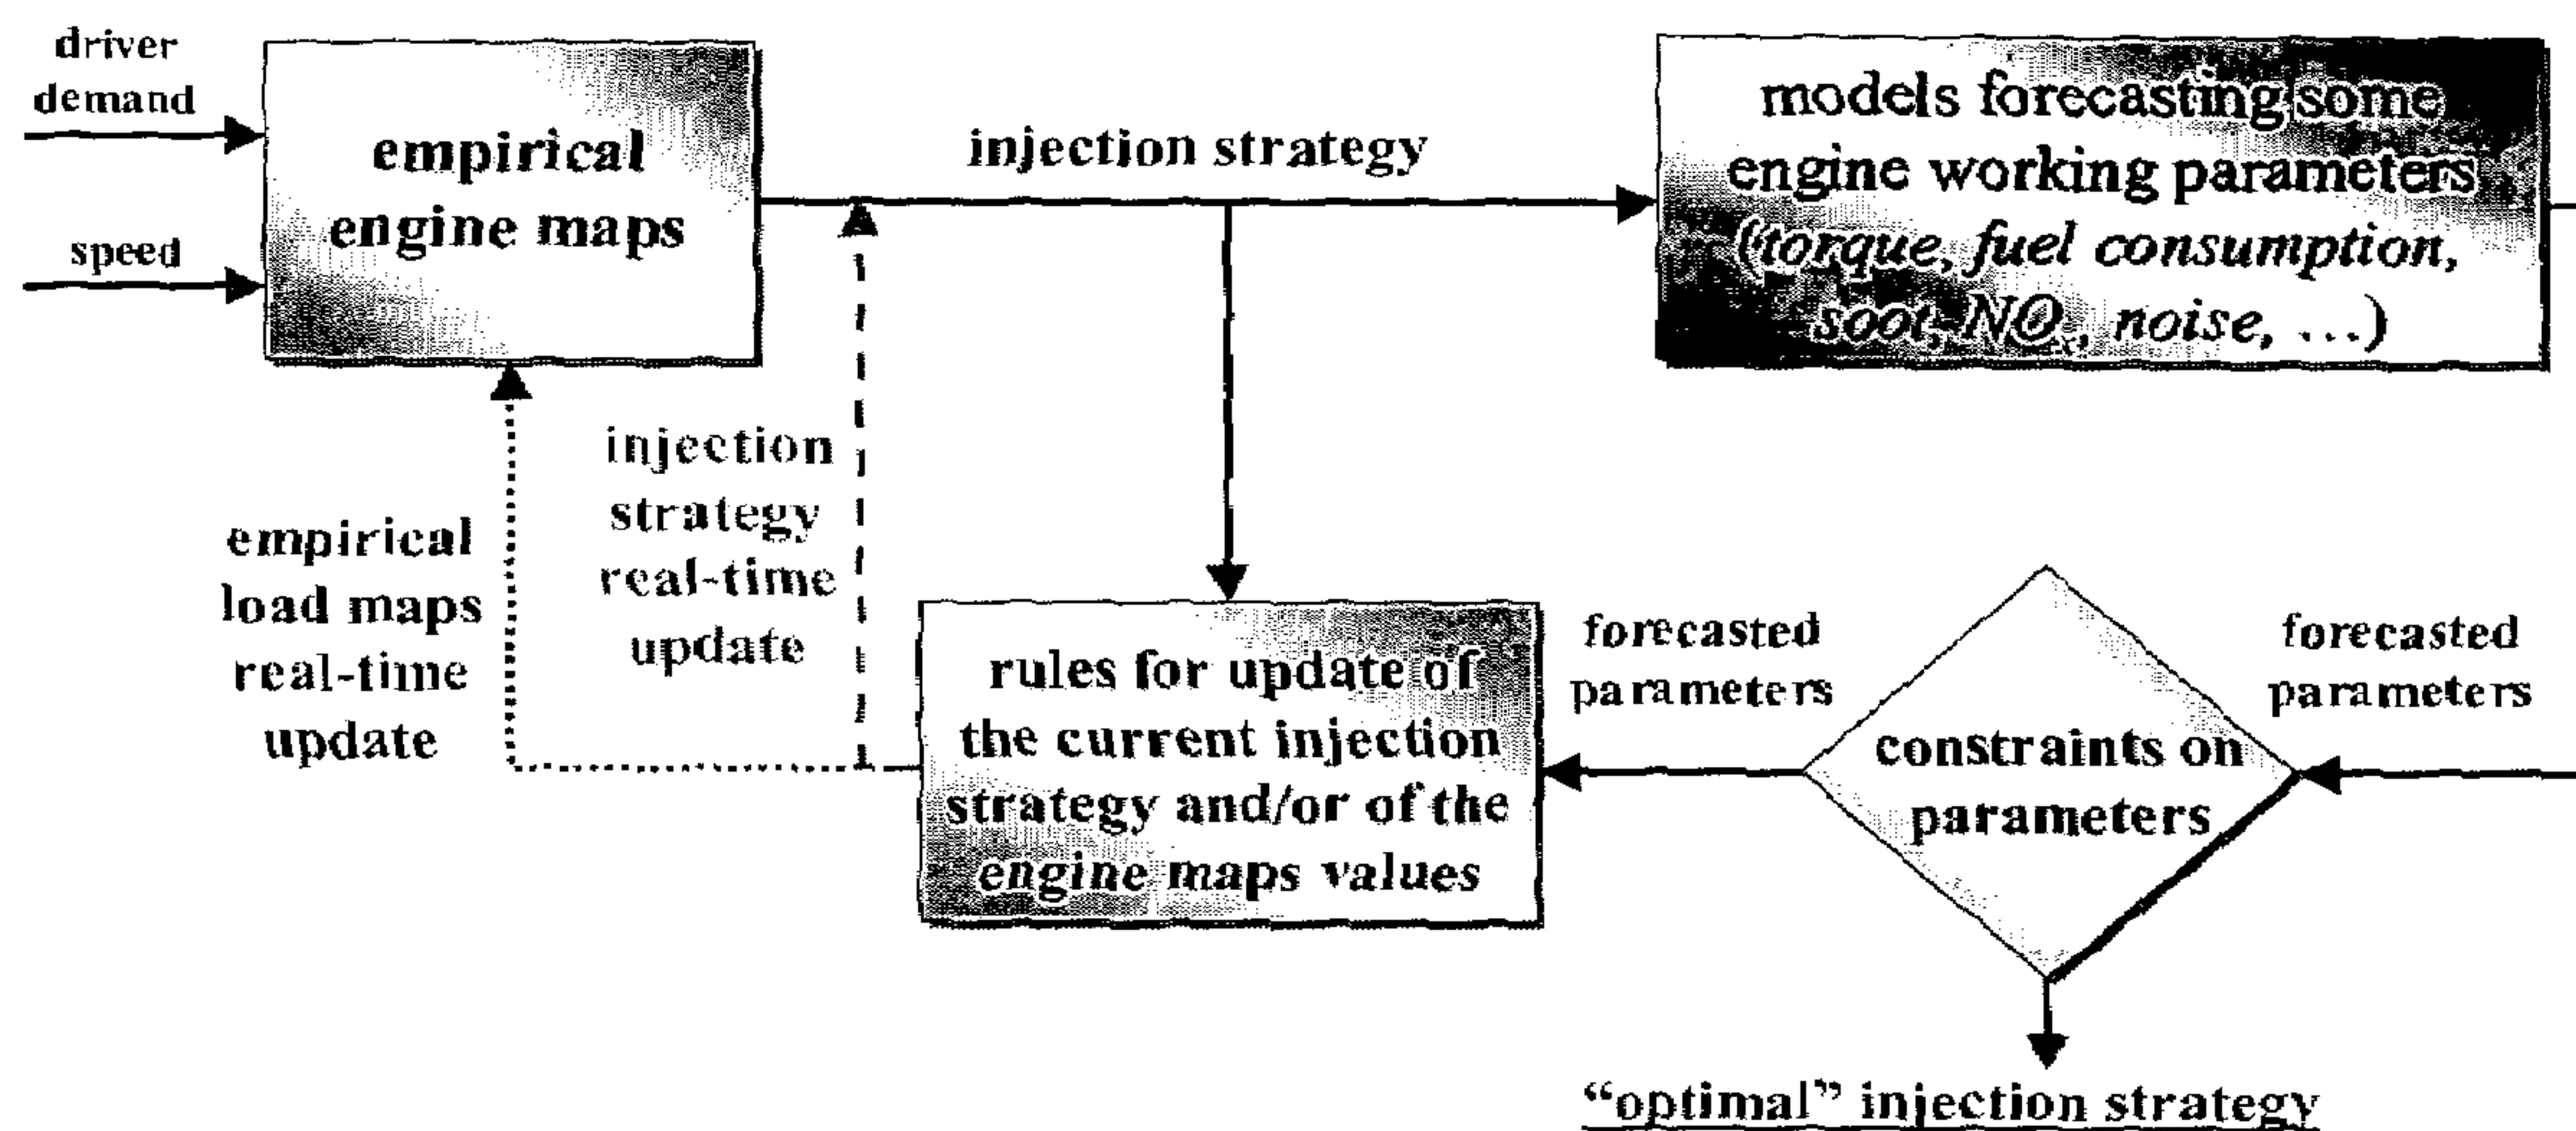 driver
demand
speed
empirical
engine maps
injection strategy
models forecasting some
engine working parameters
(torque, fuel consumption,
soot, NOx, noise, ...)
injection
strategy
real-time
update
empirical
load maps
real-time
update
rules for update of
the current injection
strategy and/or of the
engine maps values
forecasted
parameters
constraints on
parameters
forecasted
parameters
“optimal” injection strategy